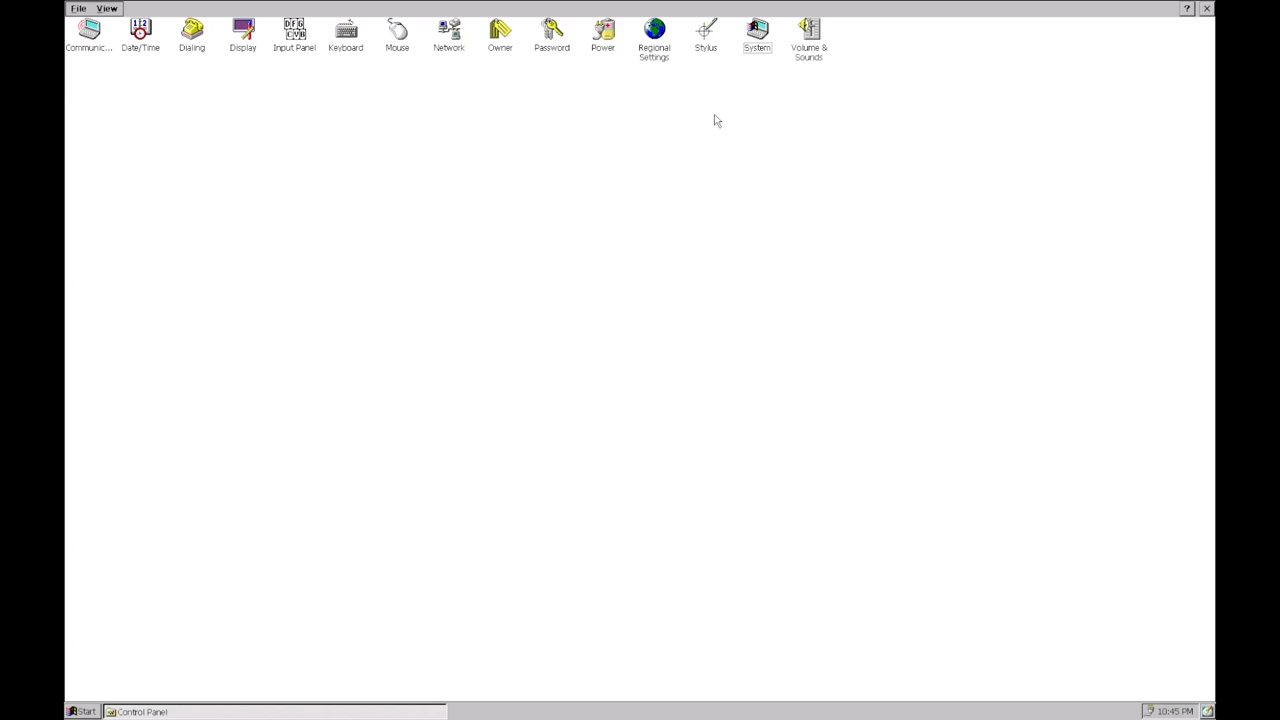 File View ? ×
Communic... Date/Time Dialing Display Input Panel Keyboard Mouse Network Owner Password Power Regional Settings Stylus System Volume & Sounds
Start Control Panel 10:45 PM